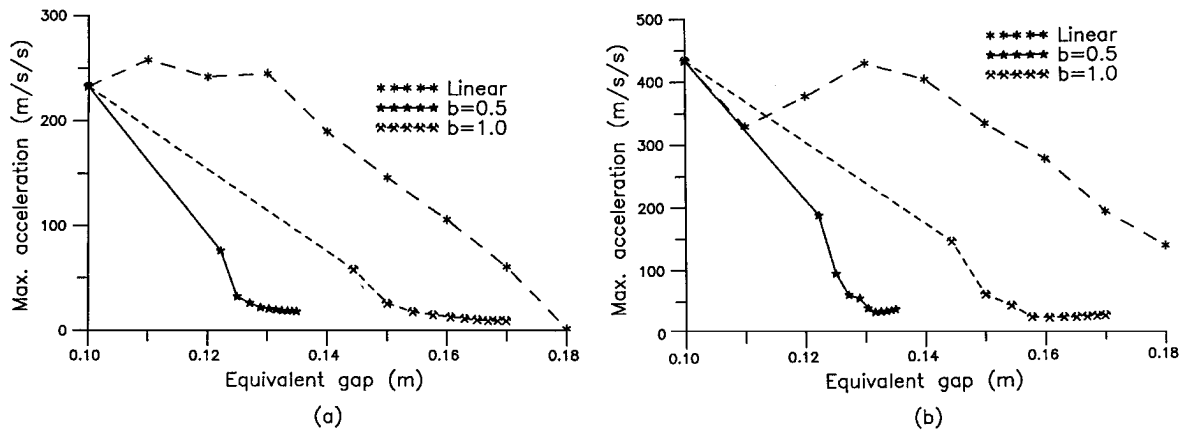 300
200
100
0
Max. acceleration (m/s/s)
Linear
b=0.5
b=1.0
0.10
0.12
0.14
0.16
0.18
Equivalent gap (m)
(a)
500
400
300
200
100
0
Max. acceleration (m/s/s)
Linear
b=0.5
b=1.0
0.10
0.12
0.14
0.16
0.18
Equivalent gap (m)
(b)